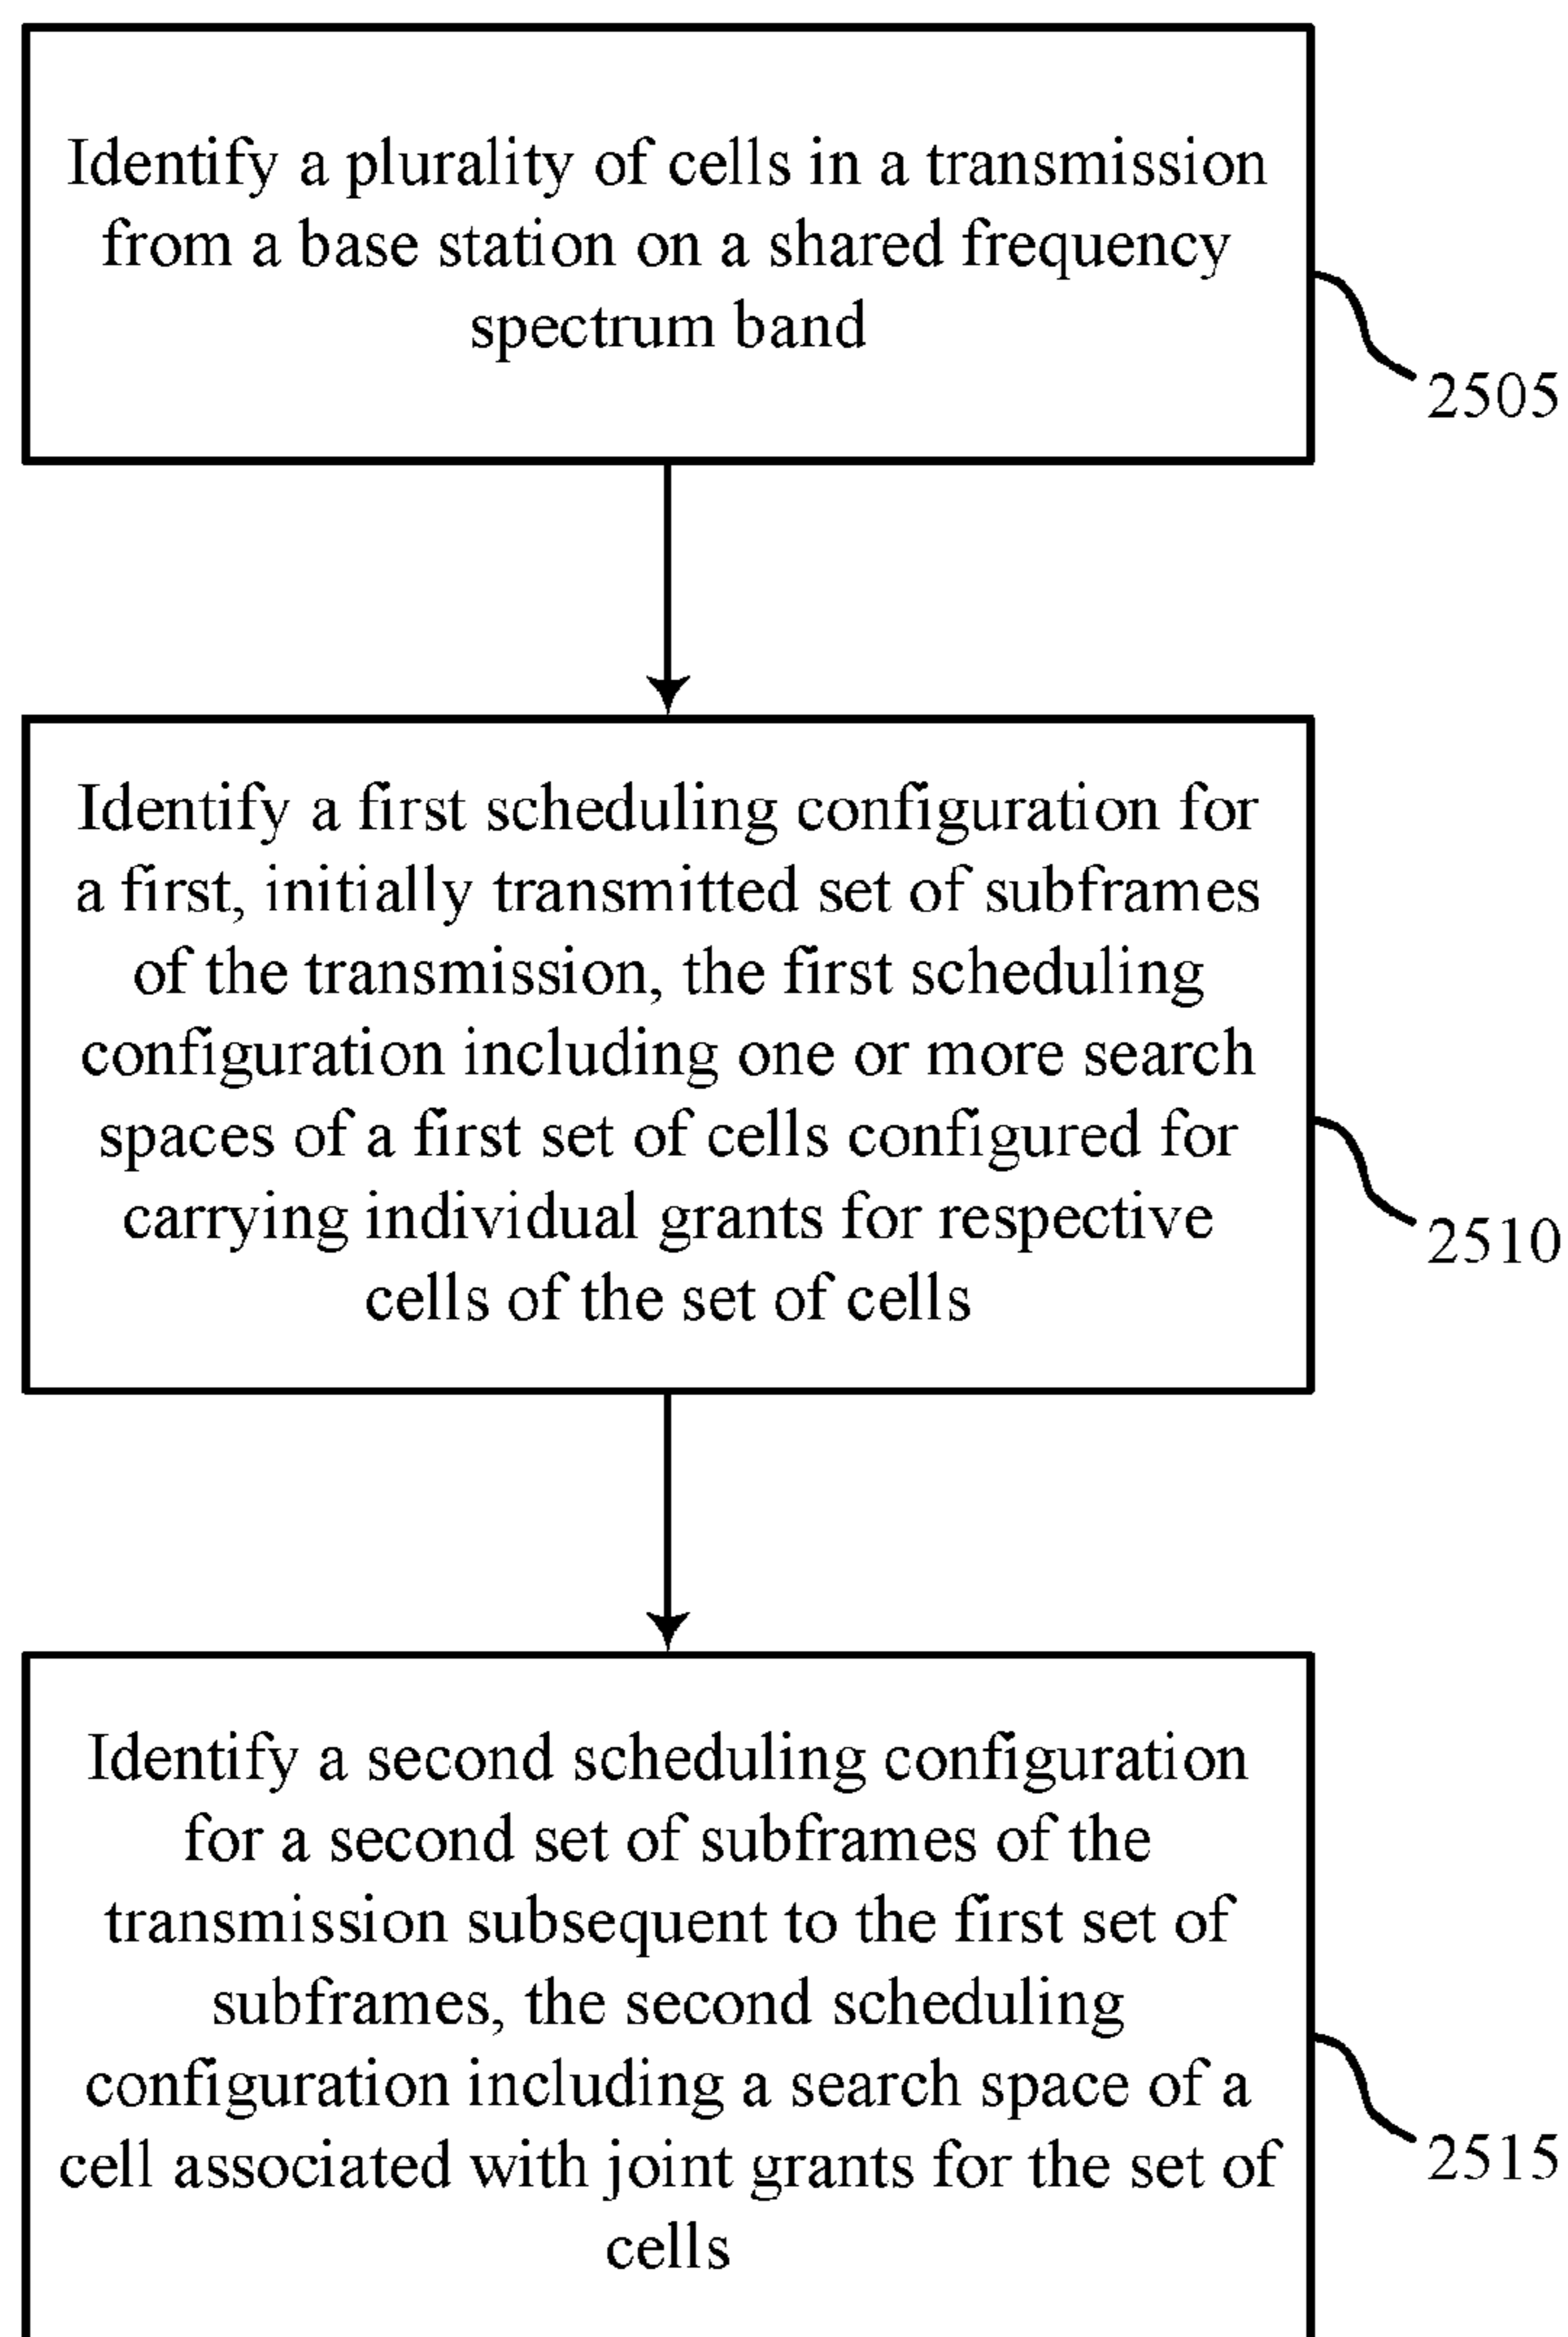 Identify a plurality of cells in a transmission
from a base station on a shared frequency
spectrum band
2505
Identify a first scheduling configuration for
a first, initially transmitted set of subframes
of the transmission, the first scheduling
configuration including one or more search
spaces of a first set of cells configured for
carrying individual grants for respective
cells of the set of cells
2510
Identify a second scheduling configuration
for a second set of subframes of the
transmission subsequent to the first set of
subframes, the second scheduling
configuration including a search space of a
cell associated with joint grants for the set of
cells
2515